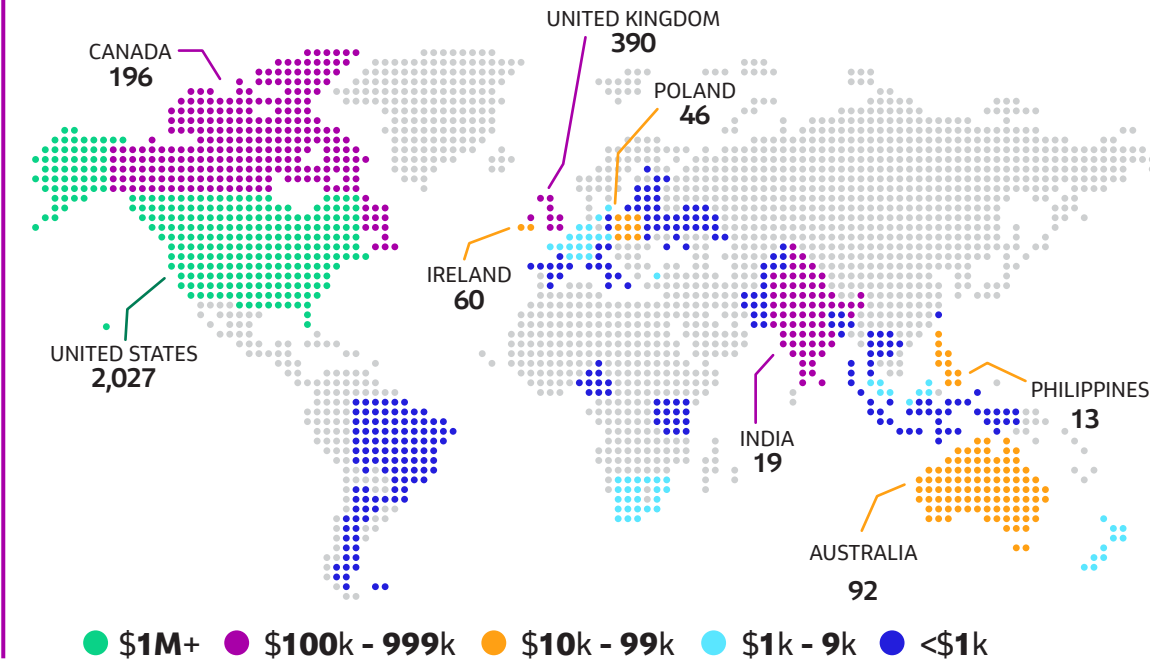 UNITED KINGDOM
390
CANADA
196
POLAND
46
IRELAND
60
UNITED STATES
2,027
PHILIPPINES
13
INDIA
19
AUSTRALIA
92
$1M+
$100k - 999k
$10k - 99k
$1k - 9k
<$1k